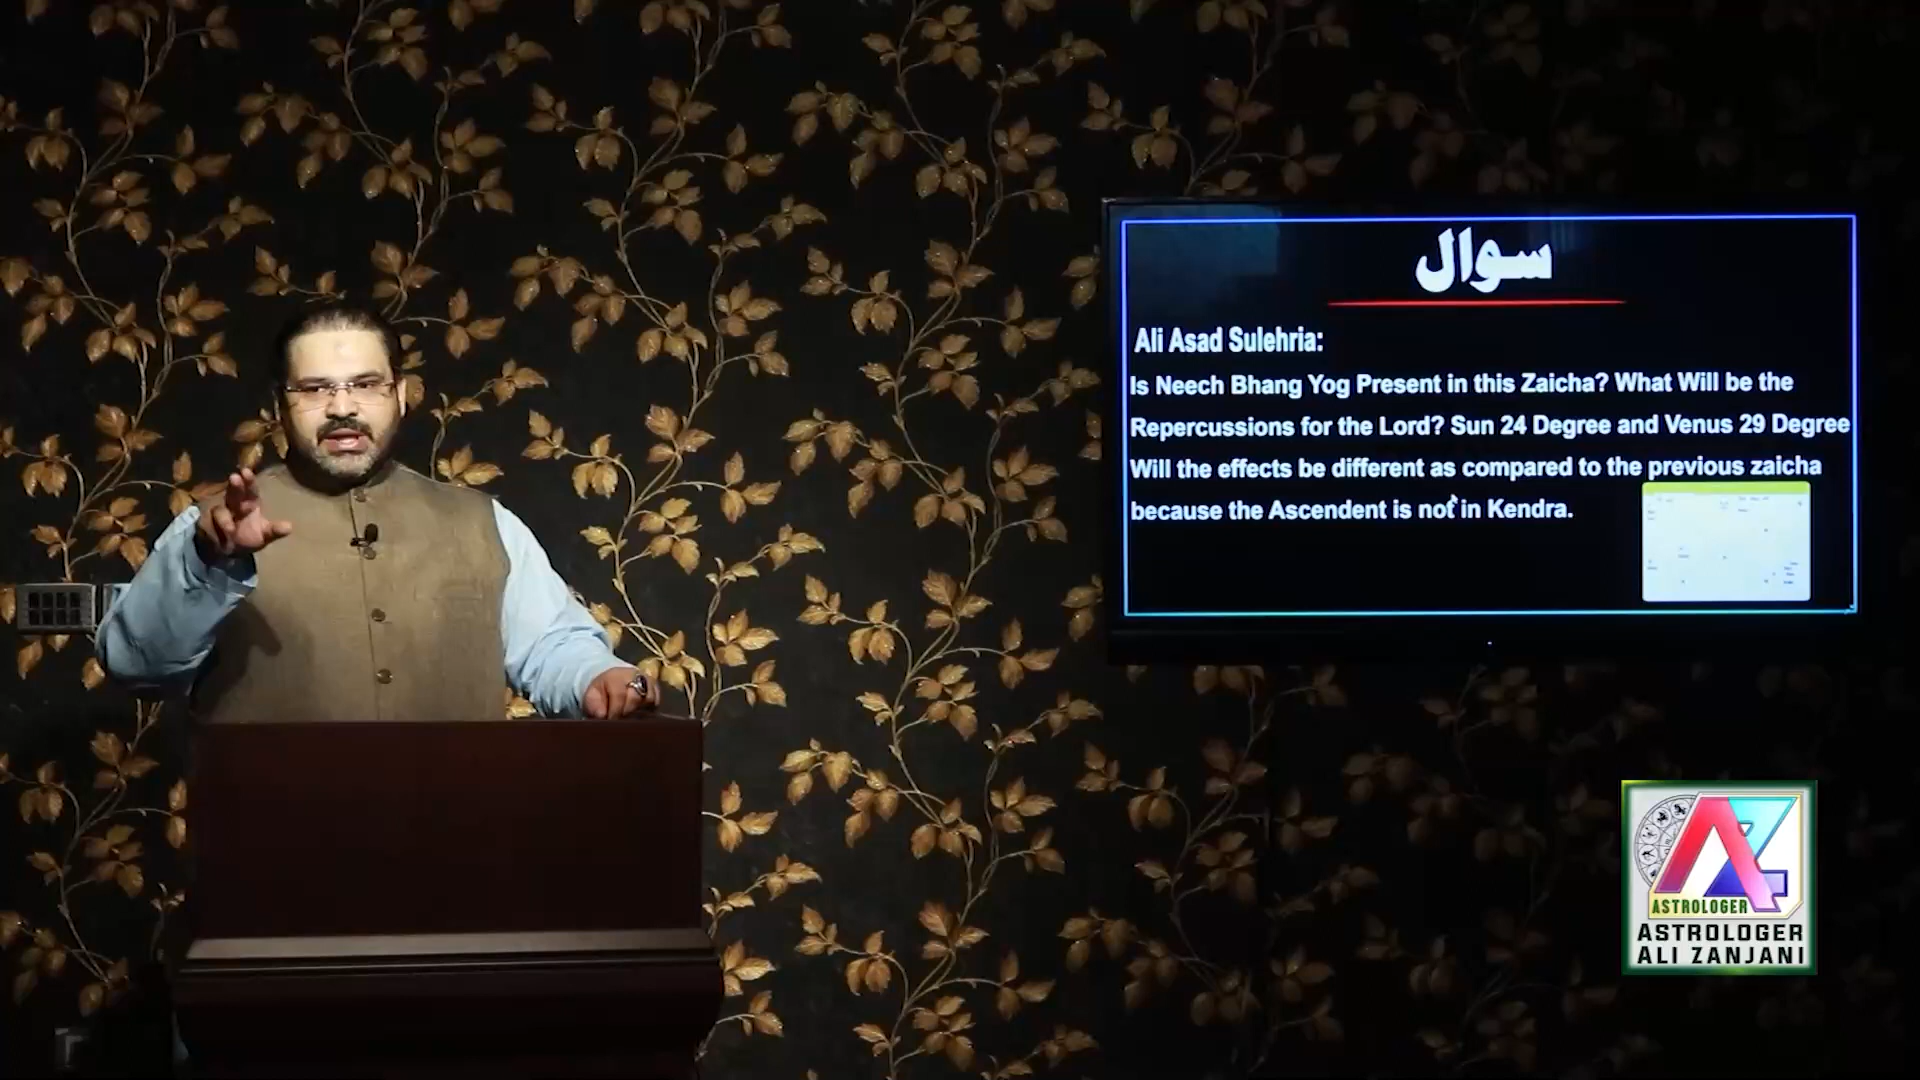 سوال
Ali Asad Sulehria:
Is Neech Bhang Yog Present in this Zaicha? What Will be the
Repercussions for the Lord? Sun 24 Degree and Venus 29 Degree
Will the effects be different as compared to the previous zaicha
because the Ascendent is not in Kendra.
AZ
ASTROLOGER
ASTROLOGER
ALI ZANJANI